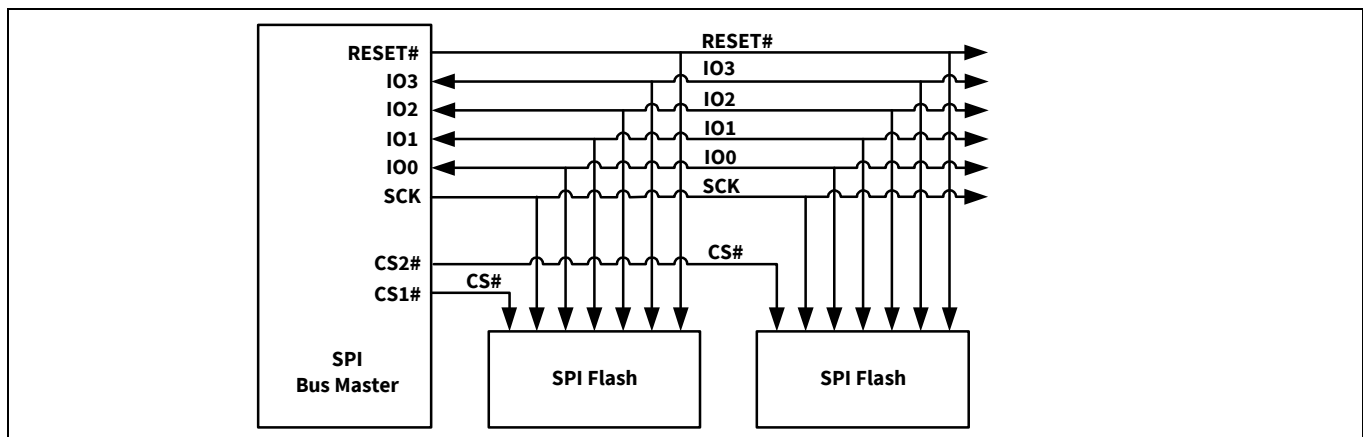 RESET#
IO3
IO2
IO1
IO0
SCK
CS2#
CS1#
SPI
Bus Master
RESET#
IO3
IO2
IO1
IO0
SCK
CS#
CS#
SPI Flash
SPI Flash